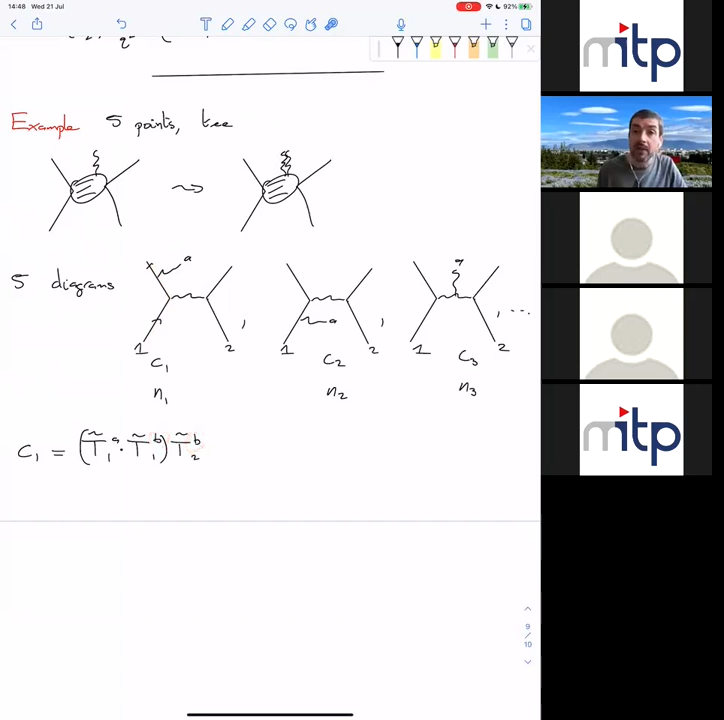 14:48 Wed 21 Jul
92%
Example 5 points, tree
5 diagrams
a
a
a
, , , ...
1 2 1 2 1 2
C₁ C₂ C₃
n₁ n₂ n₃
C₁ = (T̃₁ᵃ · T̃₁ᵇ) T̃₂ᵇ
9
/
10
mitp
mitp